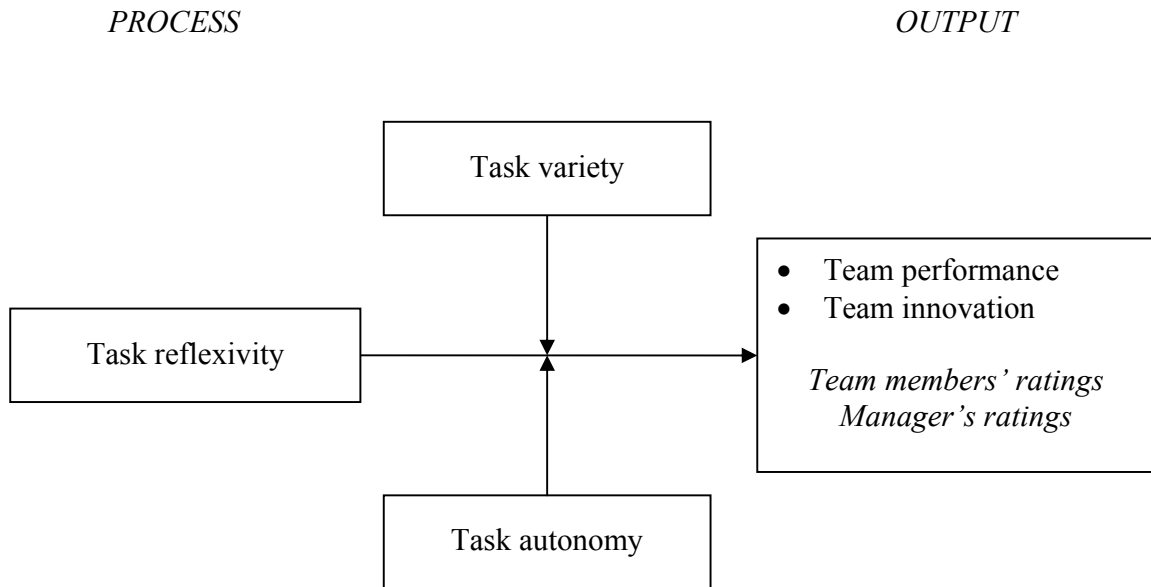 PROCESS
OUTPUT
Task variety
• Team performance
• Team innovation
Task reflexivity
Team members’ ratings
Manager’s ratings
Task autonomy